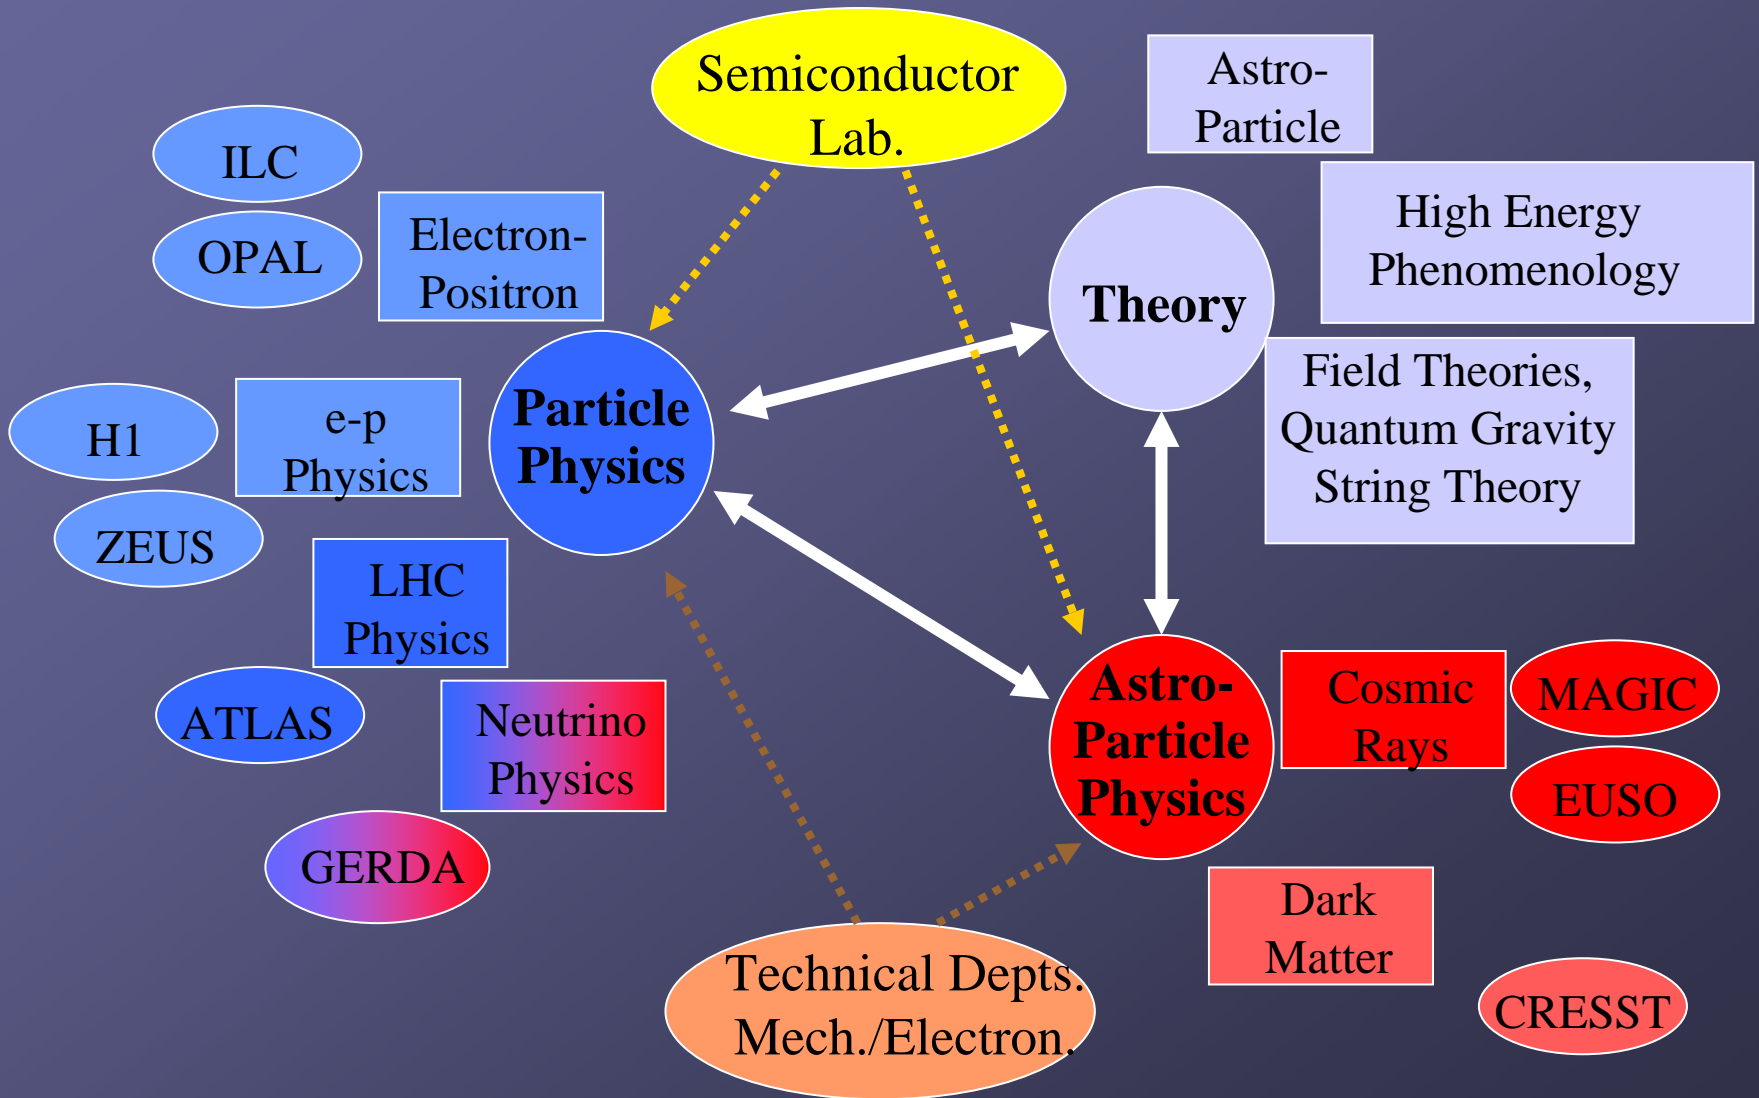 Semiconductor
Lab.
Astro-
Particle
ILC
OPAL
Electron-
Positron
High Energy
Phenomenology
Theory
Field Theories,
Quantum Gravity
String Theory
Particle
Physics
H1
e-p
Physics
ZEUS
LHC
Physics
ATLAS
Neutrino
Physics
GERDA
Astro-
Particle
Physics
Cosmic
Rays
MAGIC
EUSO
Dark
Matter
CRESST
Technical Depts.
Mech./Electron.